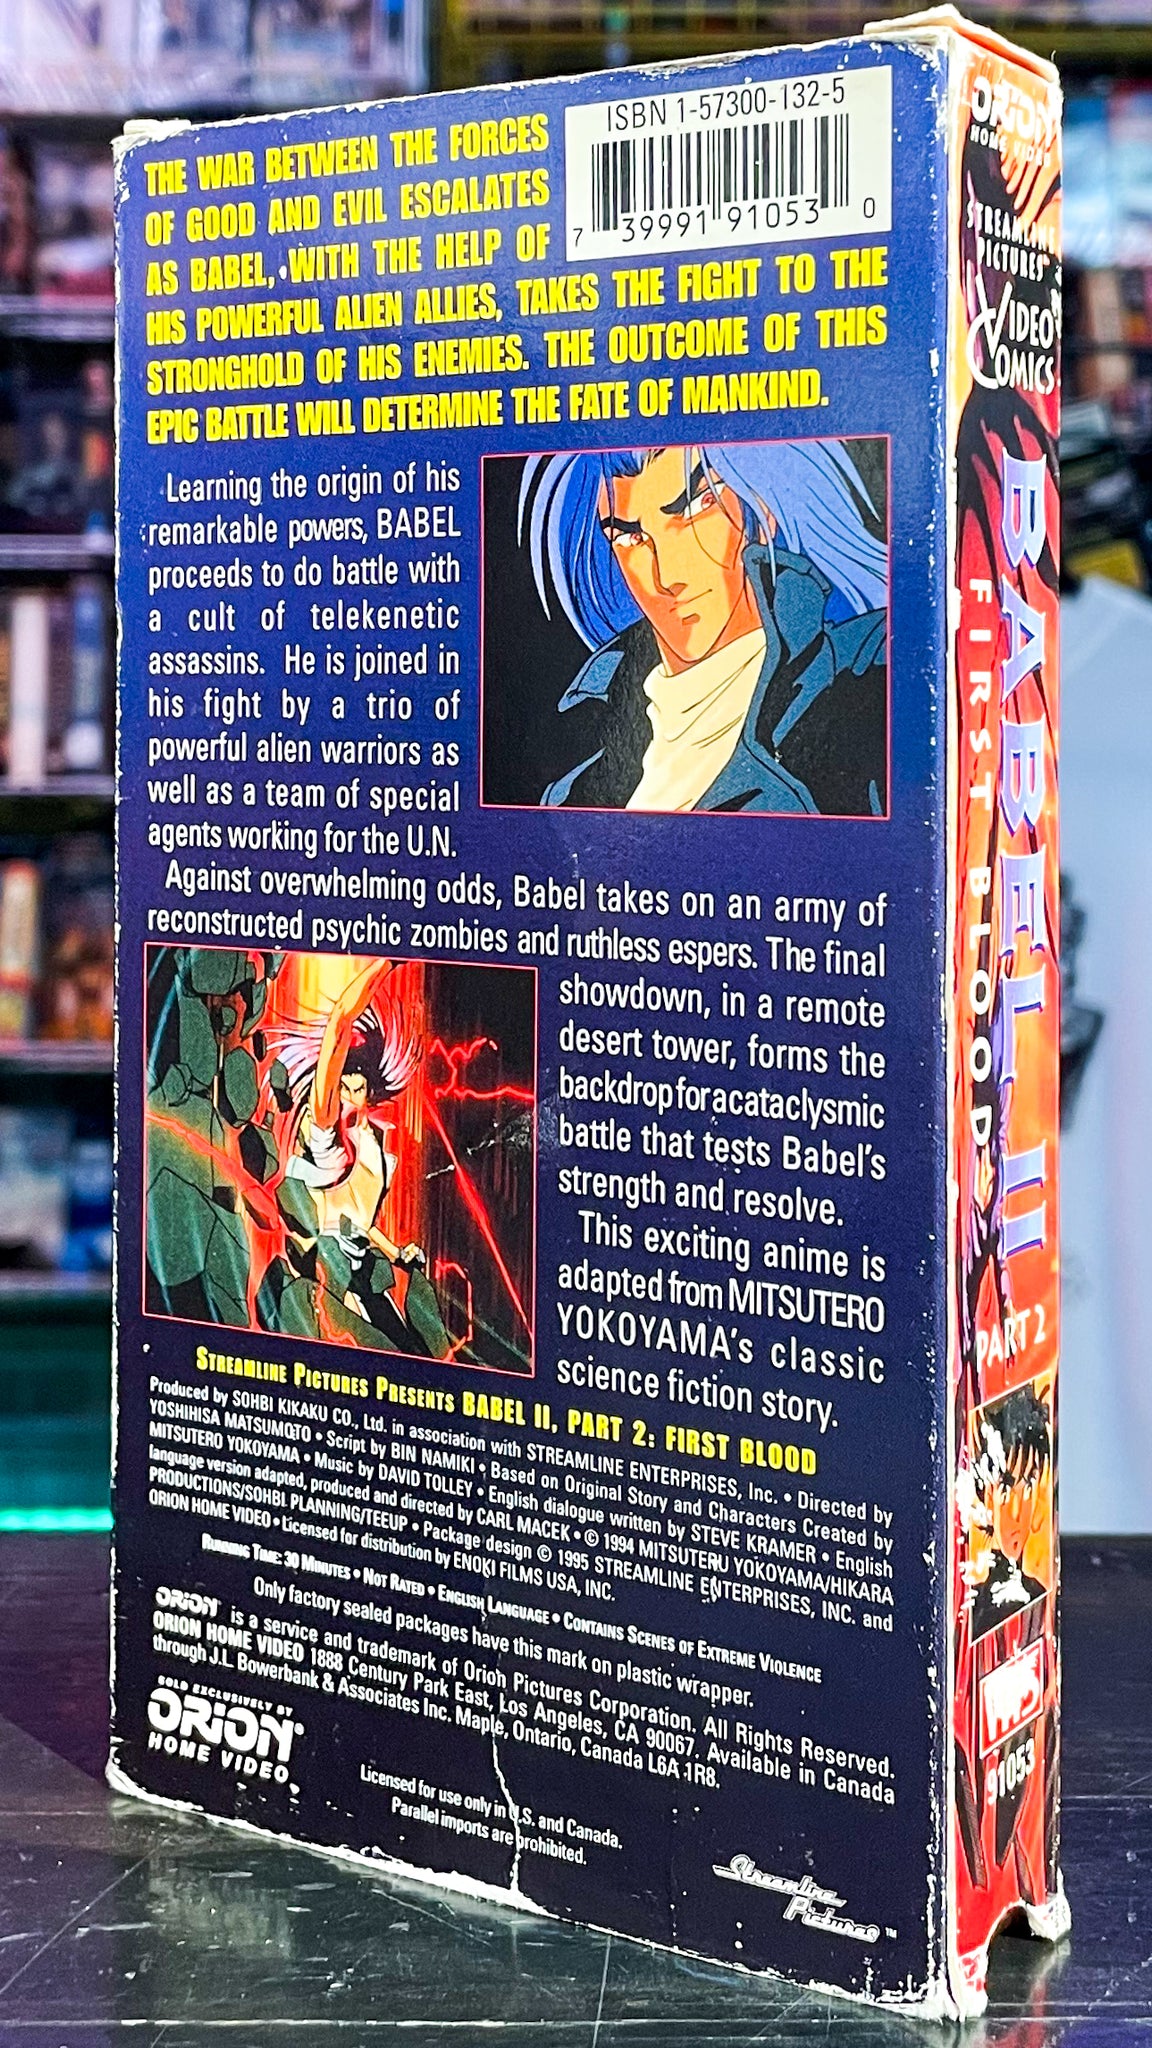 THE WAR BETWEEN THE FORCES
OF GOOD AND EVIL ESCALATES
AS BABEL, WITH THE HELP OF
HIS POWERFUL ALIEN ALLIES, TAKES THE FIGHT TO THE
STRONGHOLD OF HIS ENEMIES. THE OUTCOME OF THIS
EPIC BATTLE WILL DETERMINE THE FATE OF MANKIND.
ISBN 1-57300-132-5
7 39991 91053 0
Learning the origin of his
remarkable powers, BABEL
proceeds to do battle with
a cult of telekenetic
assassins. He is joined in
his fight by a trio of
powerful alien warriors as
well as a team of special
agents working for the U.N.
Against overwhelming odds, Babel takes on an army of
reconstructed psychic zombies and ruthless espers. The final
showdown, in a remote
desert tower, forms the
backdrop for a cataclysmic
battle that tests Babel's
strength and resolve.
This exciting anime is
adapted from MITSUTERO
YOKOYAMA's classic
science fiction story.
STREAMLINE PICTURES PRESENTS BABEL II, PART 2: FIRST BLOOD
Produced by SOHBI KIKAKU CO., Ltd. in association with STREAMLINE ENTERPRISES, Inc. • Directed by
YOSHIHISA MATSUMOTO • Script by BIN NAMIKI • Based on Original Story and Characters Created by
MITSUTERO YOKOYAMA • Music by DAVID TOLLEY • English dialogue written by STEVE KRAMER • English
language version adapted, produced and directed by CARL MACEK • © 1994 MITSUTERU YOKOYAMA/HIKARA
PRODUCTIONS/SOHBI PLANNING/TEEUP • Package design © 1995 STREAMLINE ENTERPRISES, INC. and
ORION HOME VIDEO • Licensed for distribution by ENOKI FILMS USA, INC.
RUNNING TIME: 30 MINUTES • NOT RATED • ENGLISH LANGUAGE • CONTAINS SCENES OF EXTREME VIOLENCE
Only factory sealed packages have this mark on plastic wrapper.
ORION is a service and trademark of Orion Pictures Corporation. All Rights Reserved.
ORION HOME VIDEO 1888 Century Park East, Los Angeles, CA 90067. Available in Canada
through J.L. Bowerbank & Associates Inc. Maple, Ontario, Canada L6A 1R8.
SOLD EXCLUSIVELY BY
ORION®
HOME VIDEO
Licensed for use only in U.S. and Canada.
Parallel imports are prohibited.
Streamline
Pictures™
ORION
HOME VIDEO
STREAMLINE
PICTURES
VIDEO
COMICS
BABEL II
FIRST BLOOD
PART 2
VHS
91053